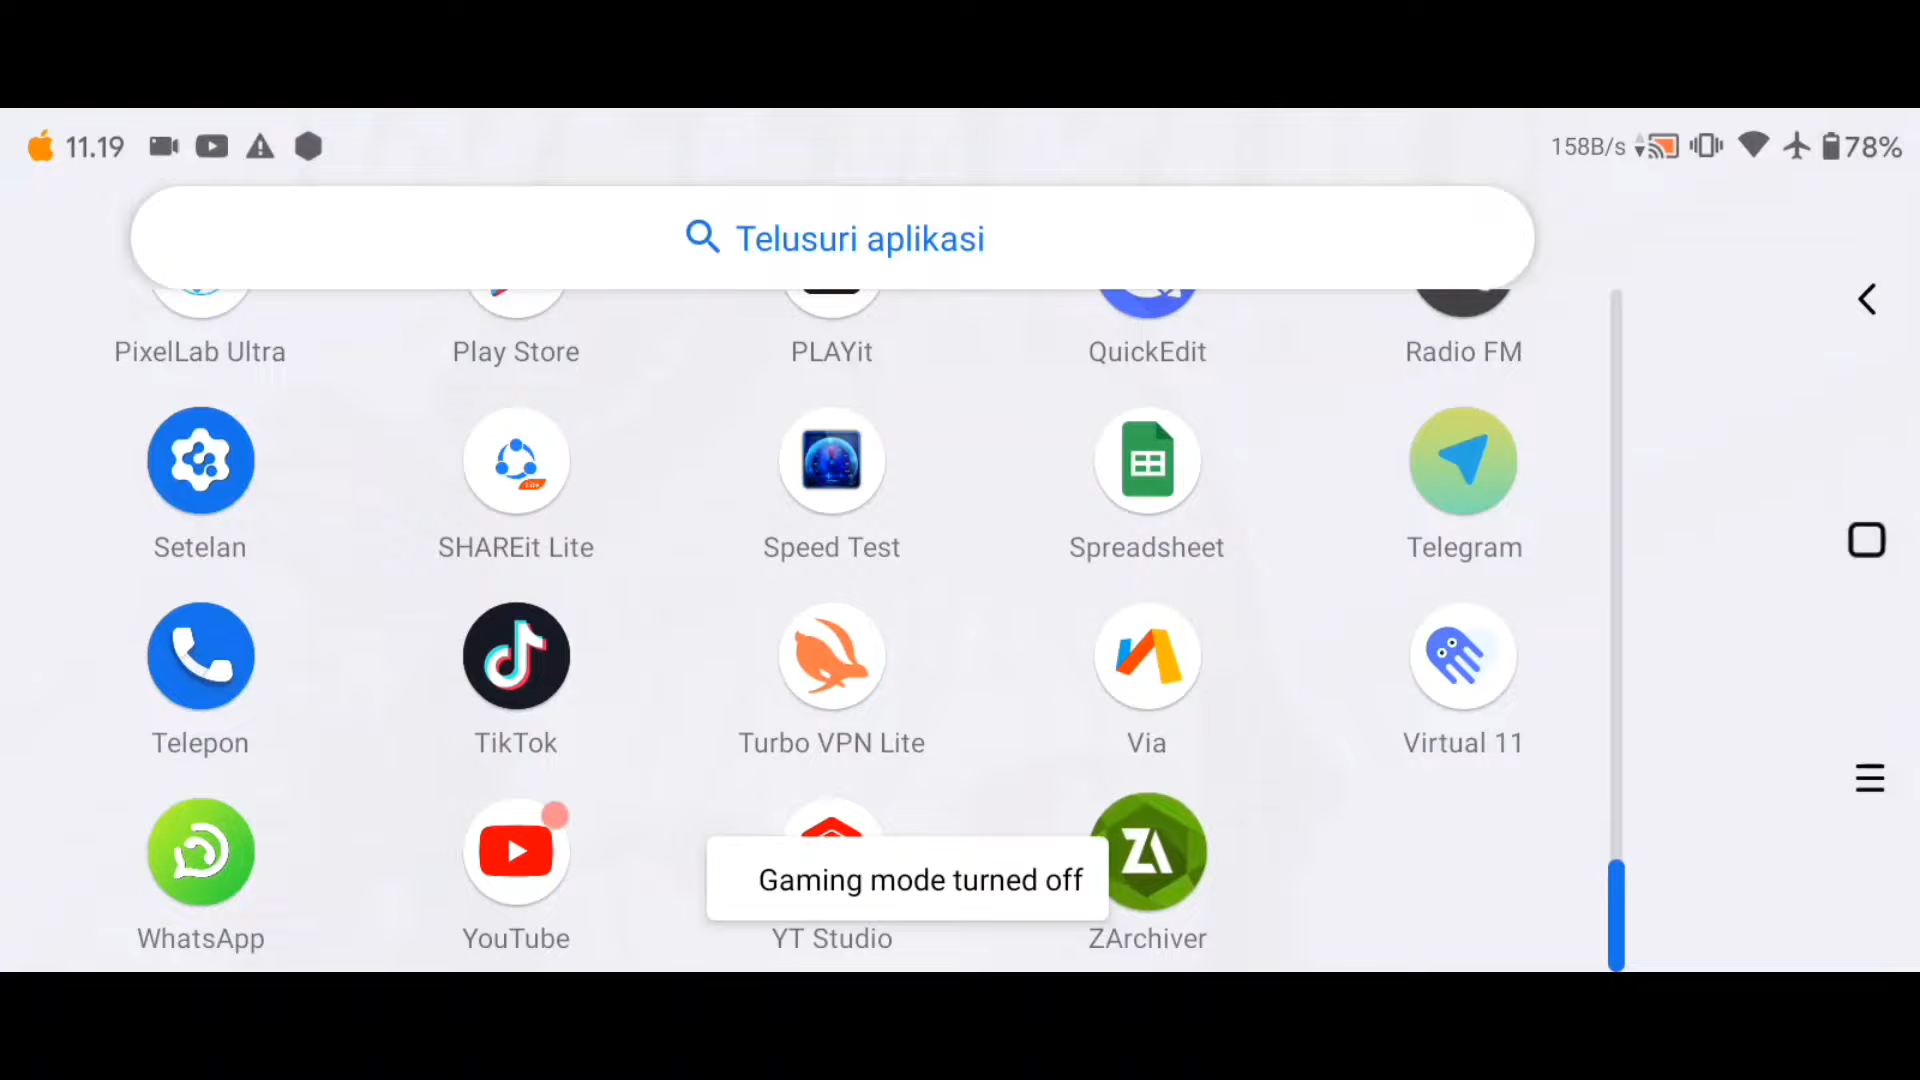 11.19 158B/s 78%
Telusuri aplikasi
PixelLab Ultra Play Store PLAYit QuickEdit Radio FM
Lite
Setelan SHAREit Lite Speed Test Spreadsheet Telegram
Telepon TikTok Turbo VPN Lite Via Virtual 11
ZA
Gaming mode turned off
WhatsApp YouTube YT Studio ZArchiver